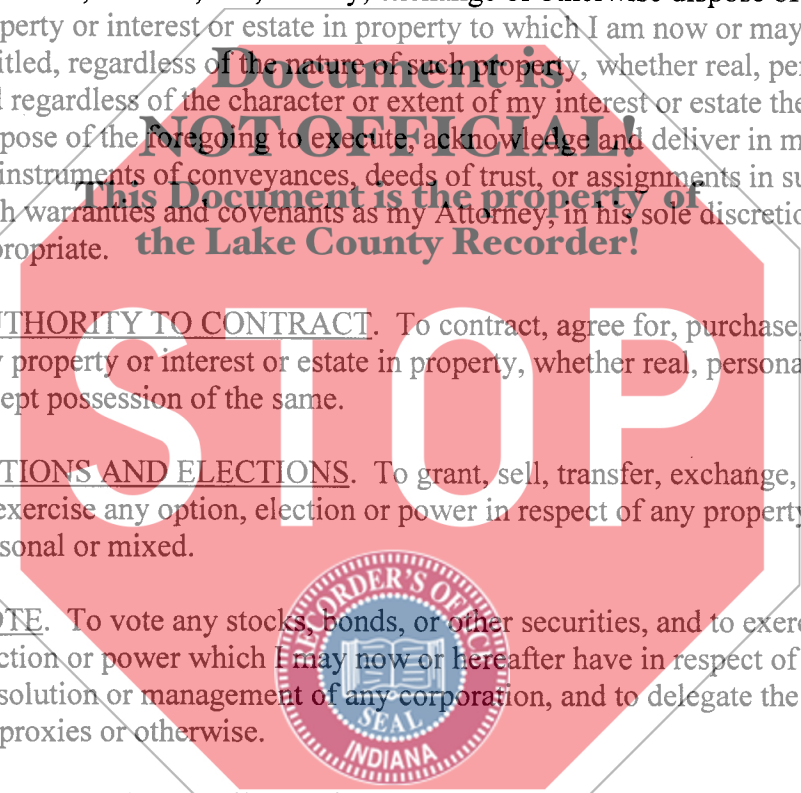 perty or interest or estate in property to which I am now or may
itled, regardless of the nature of such property, whether real, per
d regardless of the character or extent of my interest or estate the
pose of the foregoing to execute, acknowledge and deliver in m
instruments of conveyances, deeds of trust, or assignments in su
h warranties and covenants as my Attorney, in his sole discretio
propriate.
Document is
NOT OFFICIAL!
This Document is the property of
the Lake County Recorder!
STOP
UTHORITY TO CONTRACT. To contract, agree for, purchase,
y property or interest or estate in property, whether real, persona
ept possession of the same.
TIONS AND ELECTIONS. To grant, sell, transfer, exchange,
exercise any option, election or power in respect of any property
sonal or mixed.
OTE. To vote any stocks, bonds, or other securities, and to exerc
ction or power which I may now or hereafter have in respect of
solution or management of any corporation, and to delegate the
proxies or otherwise.
RECORDER'S OFFICE
SEAL
INDIANA